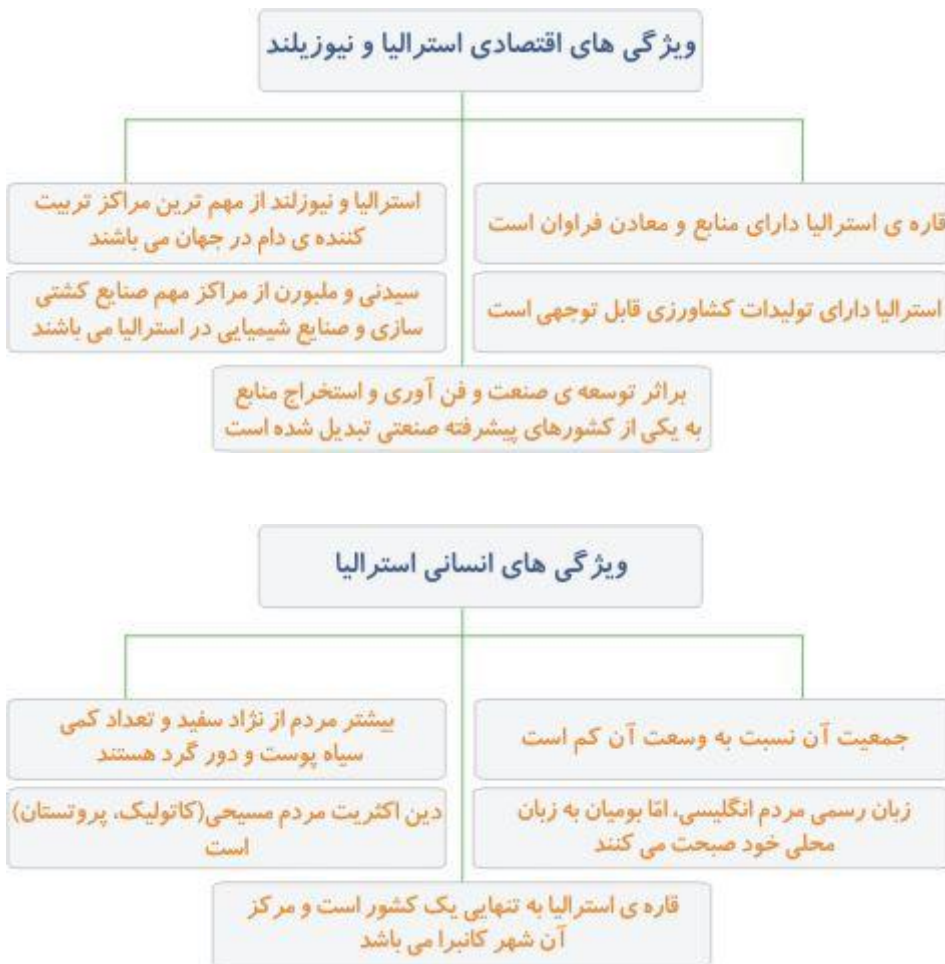 ویژگی های اقتصادی استرالیا و نیوزیلند
قاره ی استرالیا دارای منابع و معادن فراوان است
استرالیا و نیوزلند از مهم ترین مراکز تربیت
کننده ی دام در جهان می باشند
استرالیا دارای تولیدات کشاورزی قابل توجهی است
سیدنی و ملبورن از مراکز مهم صنایع کشتی
سازی و صنایع شیمیایی در استرالیا می باشند
براثر توسعه ی صنعت و فن آوری و استخراج منابع
به یکی از کشورهای پیشرفته صنعتی تبدیل شده است
ویژگی های انسانی استرالیا
جمعیت آن نسبت به وسعت آن کم است
بیشتر مردم از نژاد سفید و تعداد کمی
سیاه پوست و دور گرد هستند
زبان رسمی مردم انگلیسی، امّا بومیان به زبان
محلی خود صبحت می کنند
دین اکثریت مردم مسیحی(کاتولیک، پروتستان)
است
قاره ی استرالیا به تنهایی یک کشور است و مرکز
آن شهر کانبرا می باشد